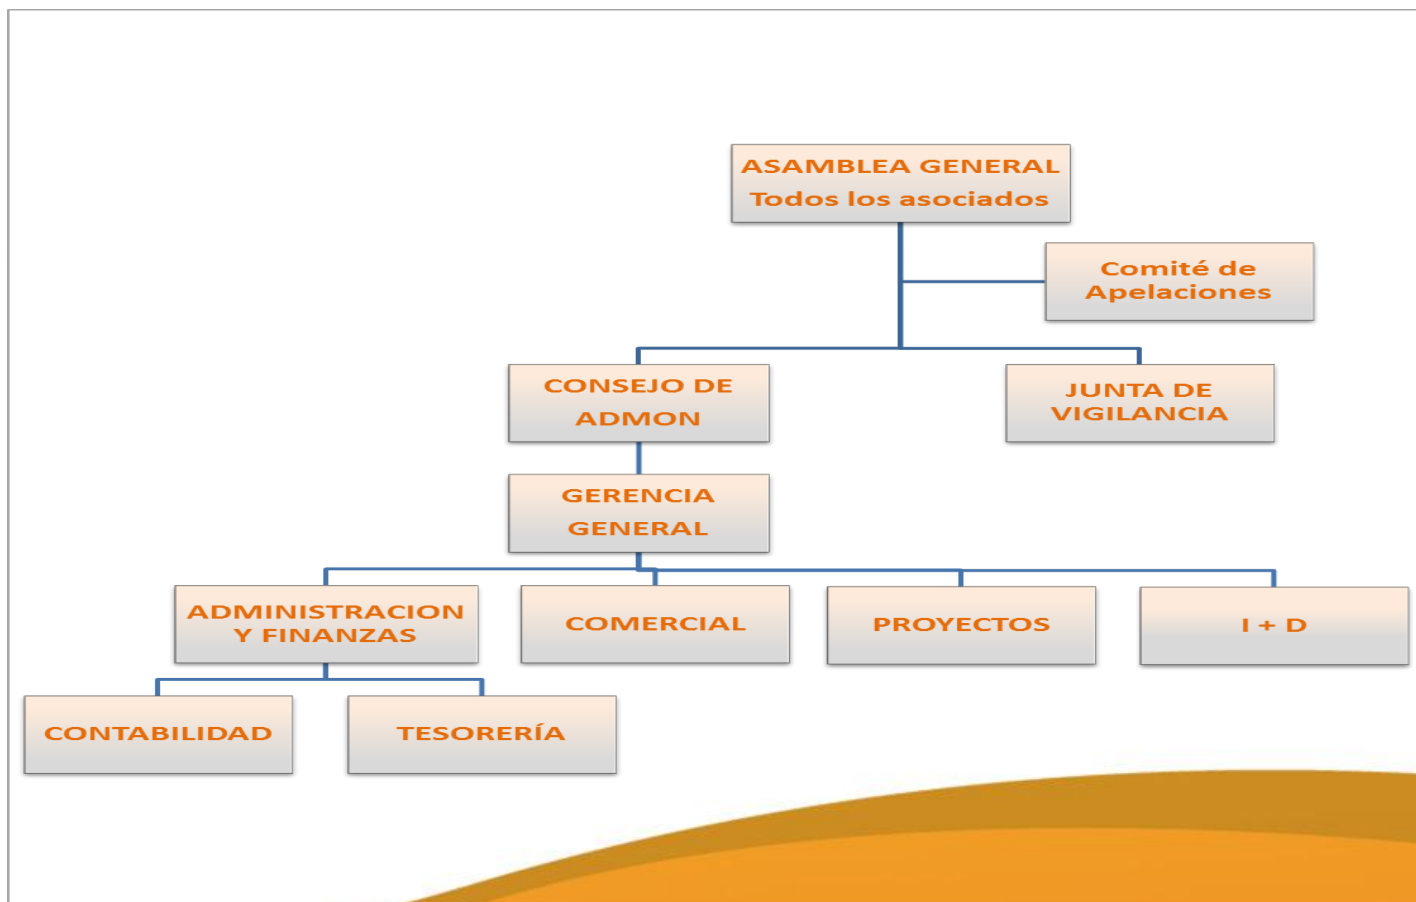 ASAMBLEA GENERAL
Todos los asociados
Comité de
Apelaciones
CONSEJO DE
ADMON
JUNTA DE
VIGILANCIA
GERENCIA
GENERAL
ADMINISTRACION
Y FINANZAS
COMERCIAL
PROYECTOS
I + D
CONTABILIDAD
TESORERÍA